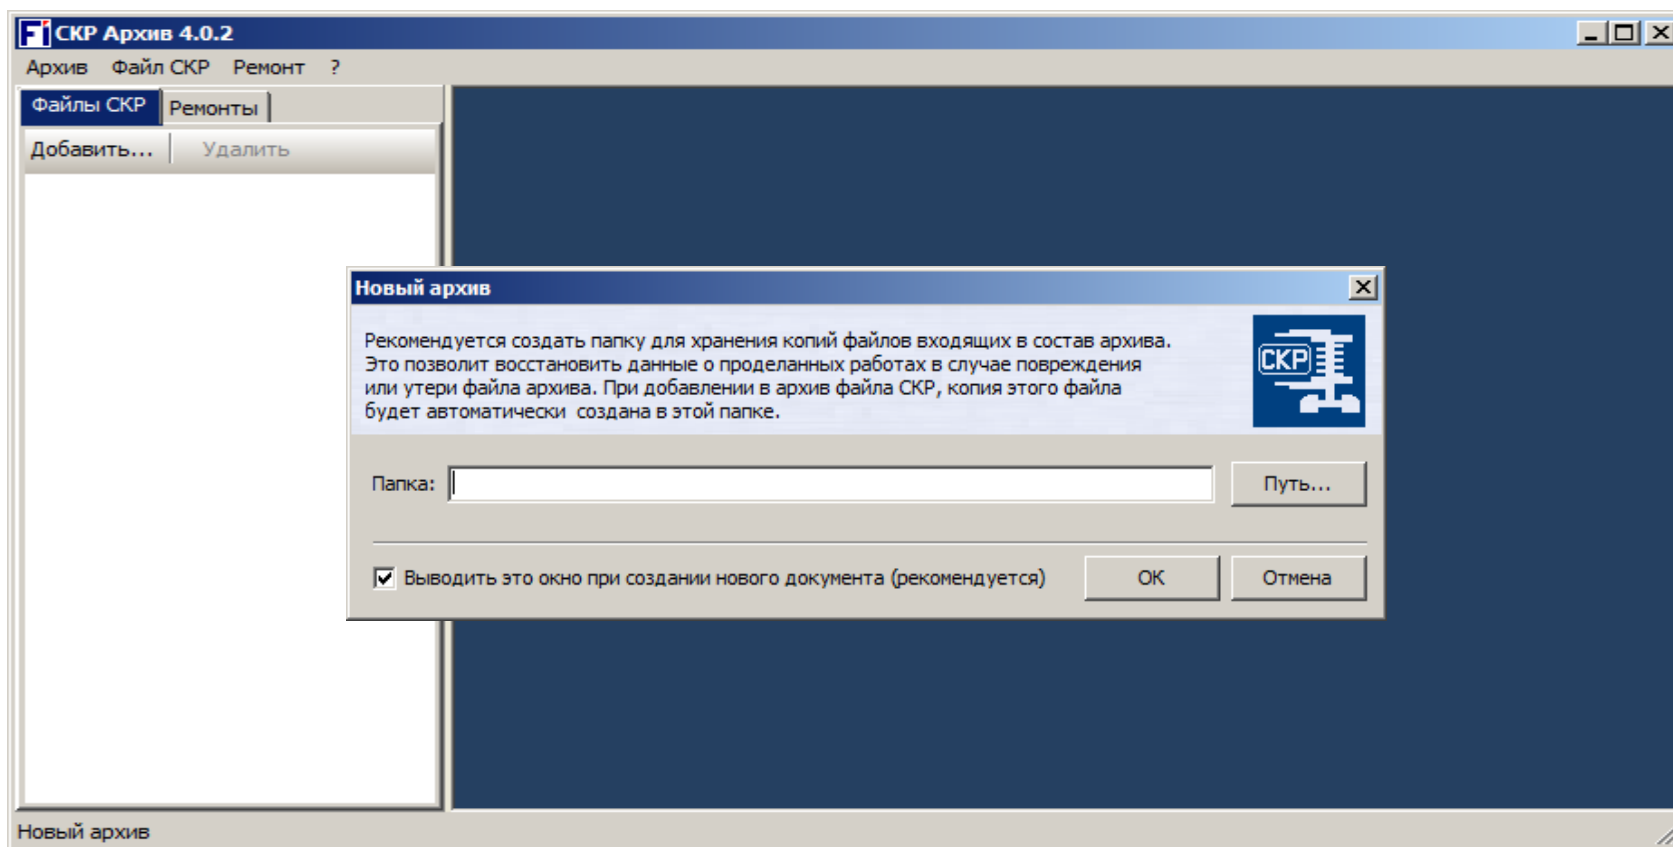 СКР Архив 4.0.2
Архив Файл СКР Ремонт ?
Файлы СКР Ремонты
Добавить... Удалить
Новый архив
Рекомендуется создать папку для хранения копий файлов входящих в состав архива.
Это позволит восстановить данные о проделанных работах в случае повреждения
или утери файла архива. При добавлении в архив файла СКР, копия этого файла
будет автоматически создана в этой папке.
СКР
Папка: Путь...
Выводить это окно при создании нового документа (рекомендуется) ОК Отмена
Новый архив